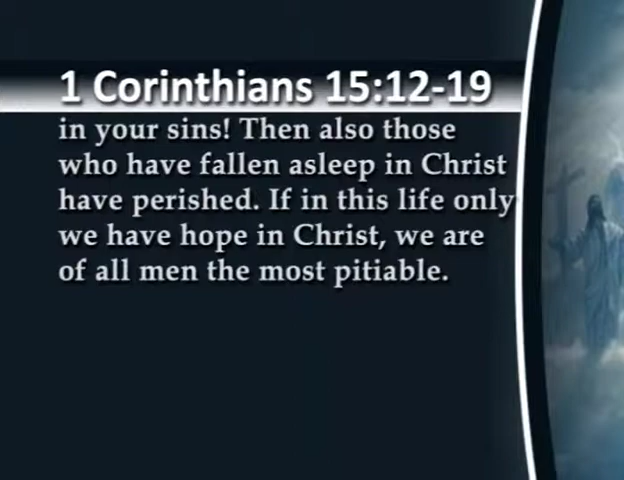 1 Corinthians 15:12-19
in your sins! Then also those
who have fallen asleep in Christ
have perished. If in this life only
we have hope in Christ, we are
of all men the most pitiable.